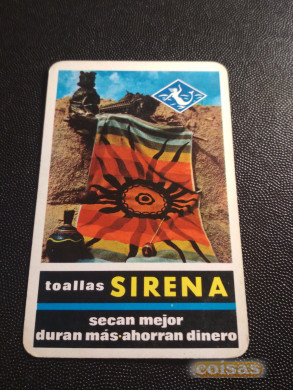 toallas SIRENA
secan mejor
duran más·ahorran dinero
coisas